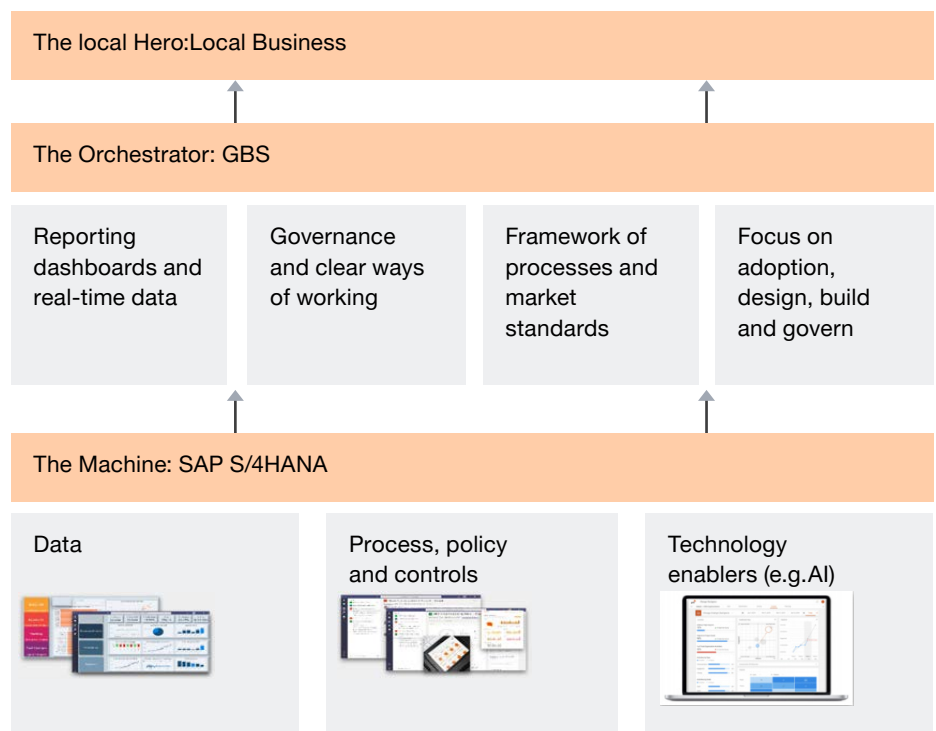 The local Hero:Local Business
The Orchestrator: GBS
Reporting
dashboards and
real-time data
Governance
and clear ways
of working
Framework of
processes and
market
standards
Focus on
adoption,
design, build
and govern
The Machine: SAP S/4HANA
Data
Process, policy
and controls
Technology
enablers (e.g.AI)